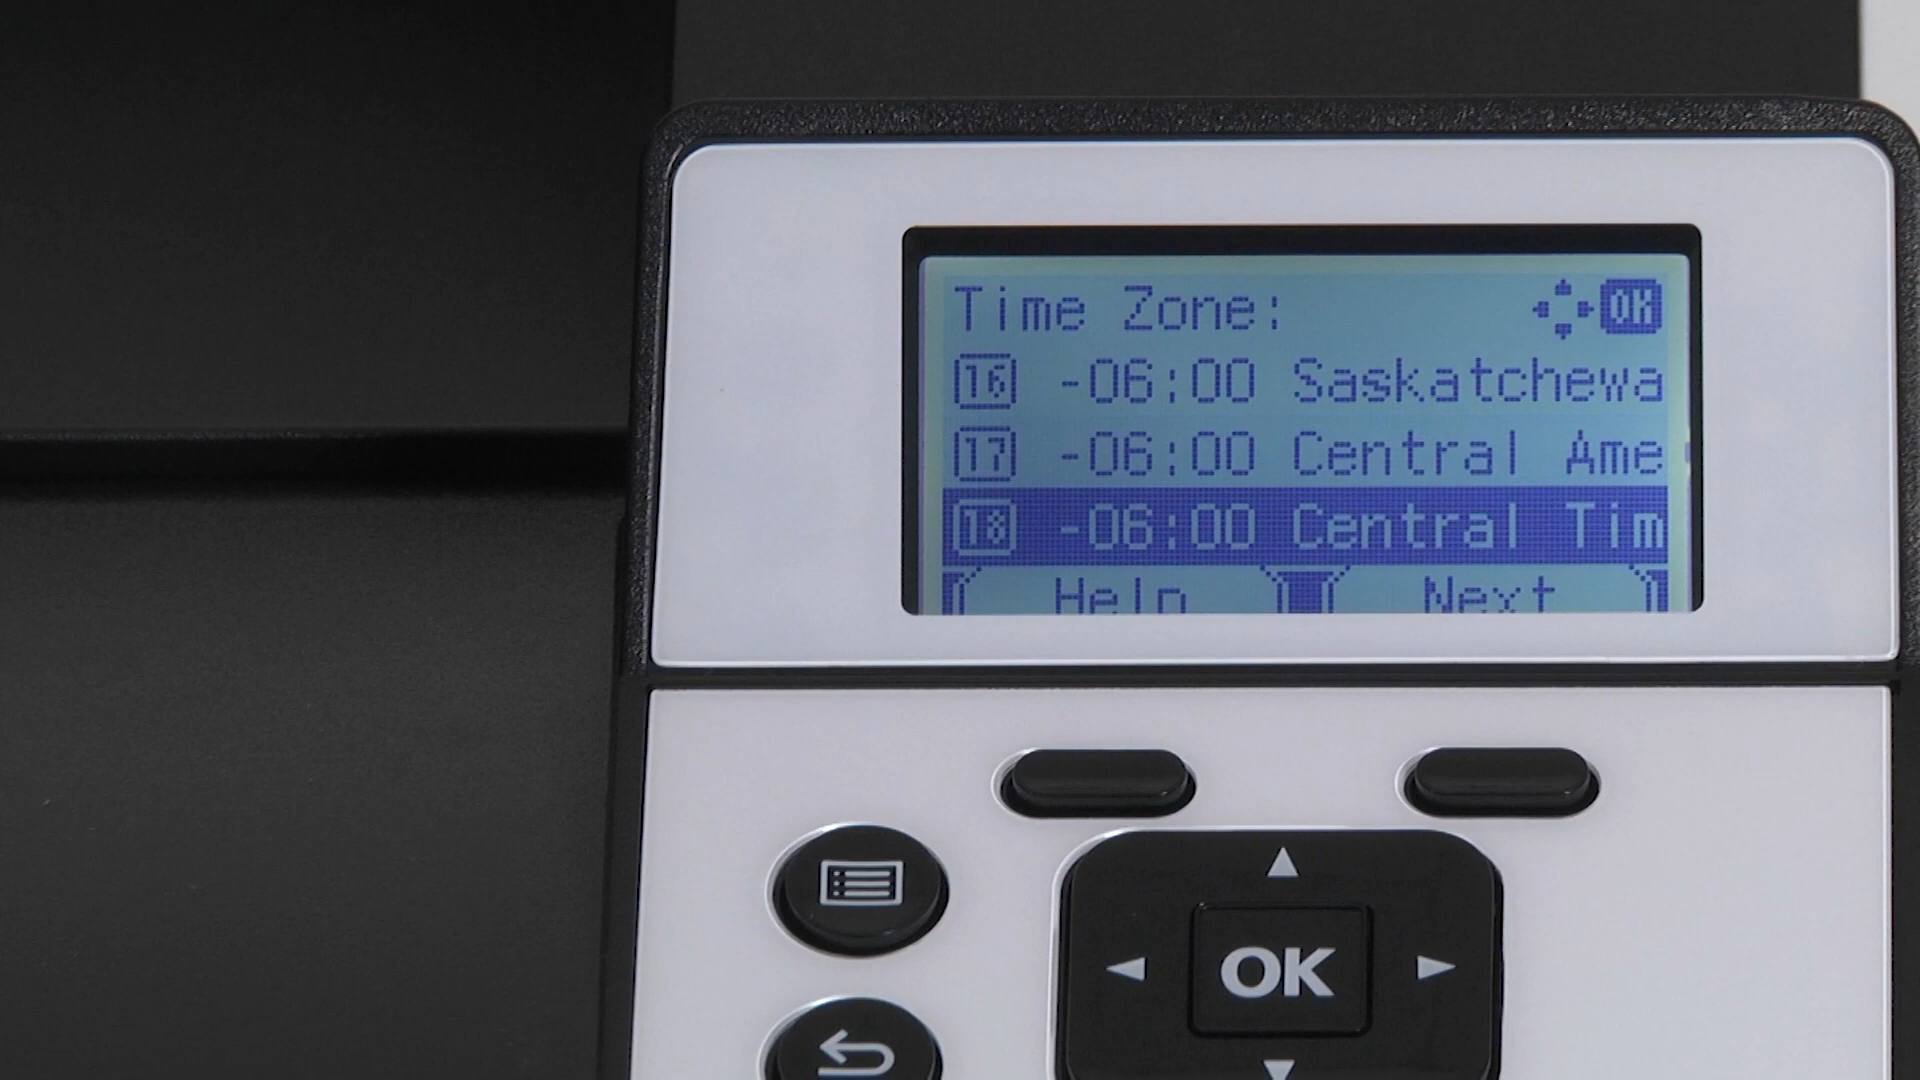 Time Zone: OK
16 -06:00 Saskatchewa
17 -06:00 Central Ame
18 -06:00 Central Tim
Help Next
OK